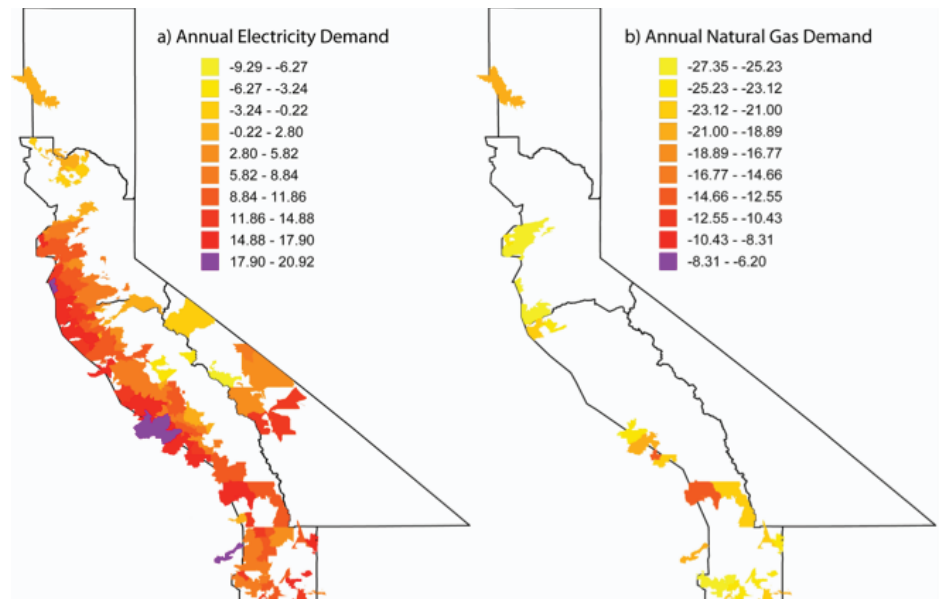 a) Annual Electricity Demand
-9.29 - -6.27
-6.27 - -3.24
-3.24 - -0.22
-0.22 - 2.80
2.80 - 5.82
5.82 - 8.84
8.84 - 11.86
11.86 - 14.88
14.88 - 17.90
17.90 - 20.92
b) Annual Natural Gas Demand
-27.35 - -25.23
-25.23 - -23.12
-23.12 - -21.00
-21.00 - -18.89
-18.89 - -16.77
-16.77 - -14.66
-14.66 - -12.55
-12.55 - -10.43
-10.43 - -8.31
-8.31 - -6.20